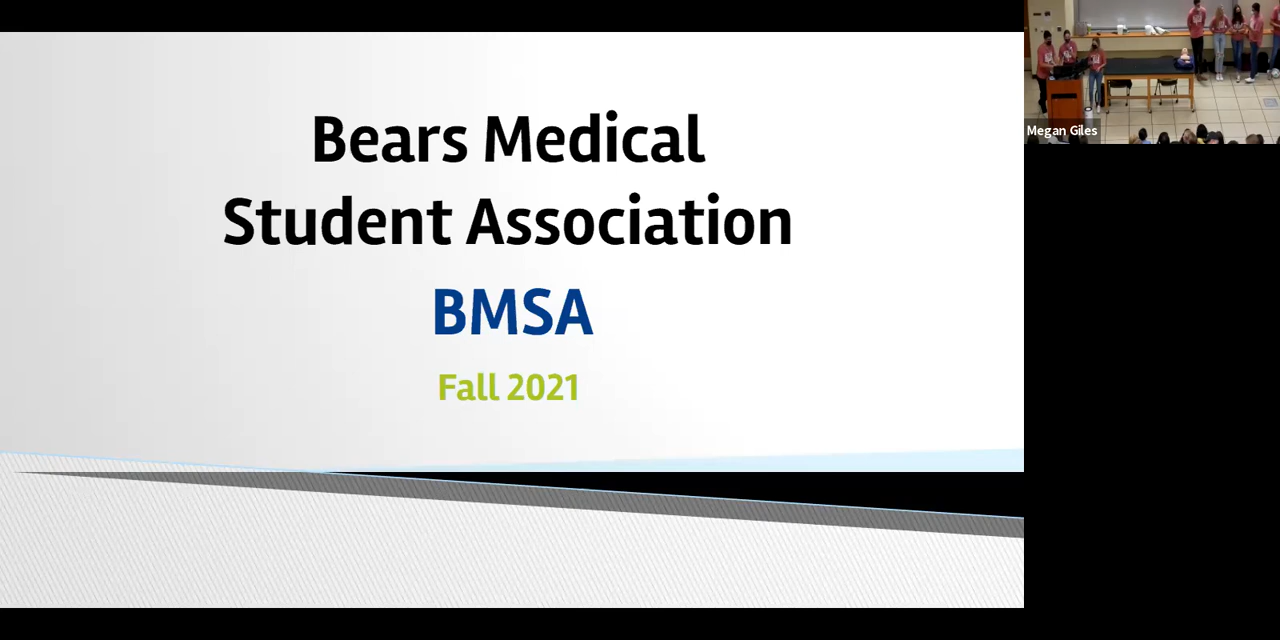 Bears Medical
Student Association
BMSA
Fall 2021
Megan Giles